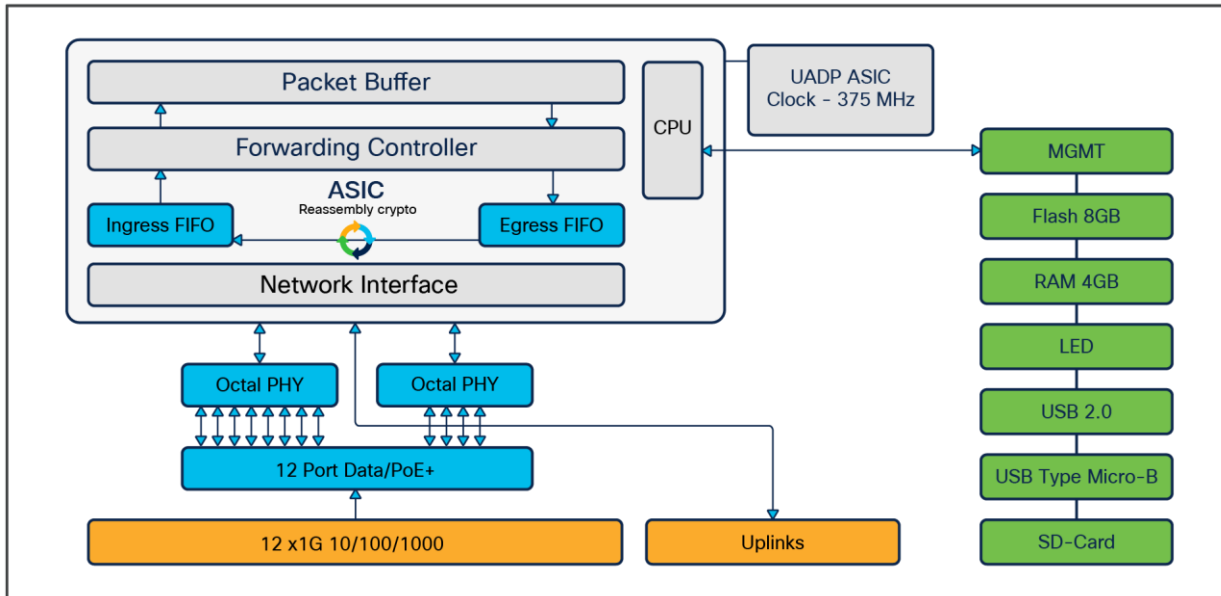 Packet Buffer
Forwarding Controller
ASIC
Reassembly crypto
Ingress FIFO
Egress FIFO
Network Interface
CPU
UADP ASIC
Clock - 375 MHz
Octal PHY
Octal PHY
12 Port Data/PoE+
12 x1G 10/100/1000
Uplinks
MGMT
Flash 8GB
RAM 4GB
LED
USB 2.0
USB Type Micro-B
SD-Card